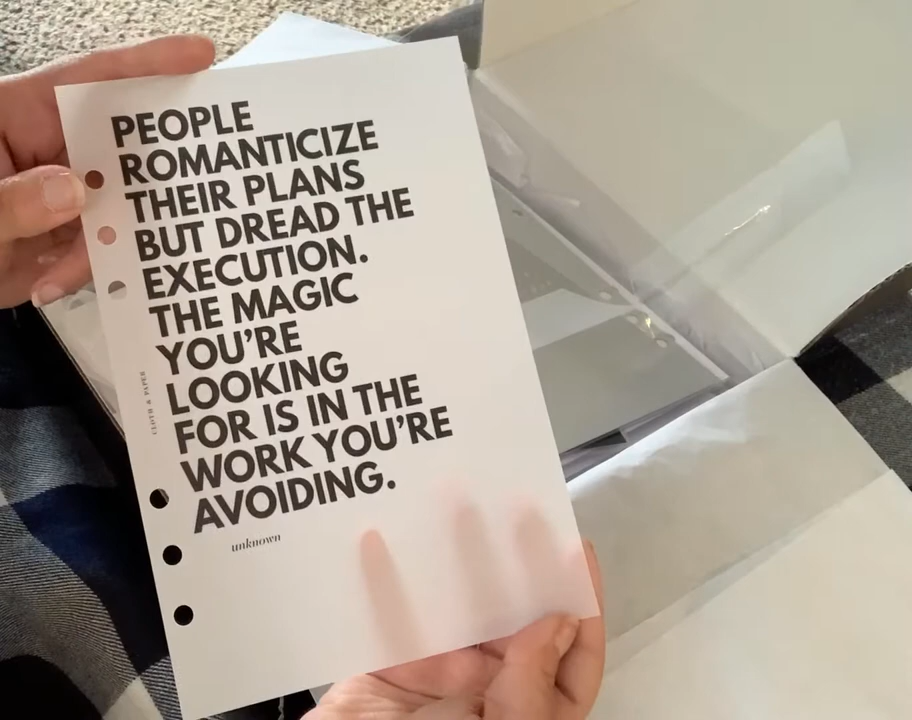 PEOPLE
ROMANTICIZE
THEIR PLANS
BUT DREAD THE
EXECUTION.
THE MAGIC
YOU'RE
LOOKING
FOR IS IN THE
WORK YOU'RE
AVOIDING.
unknown
CLOTH & PAPER